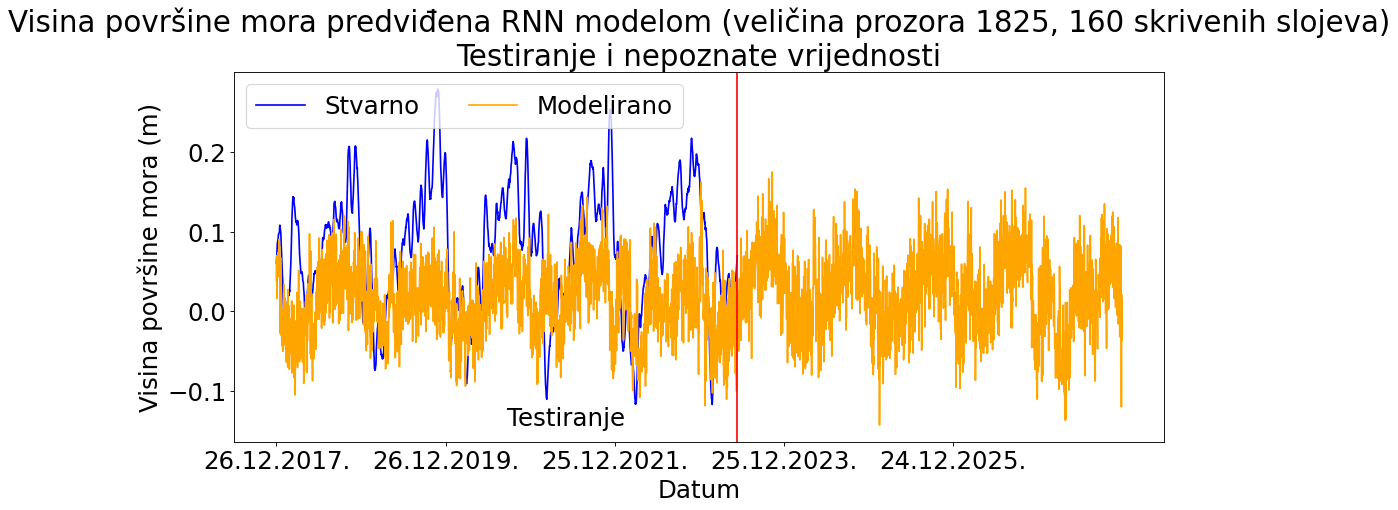 Visina površine mora predviđena RNN modelom (veličina prozora 1825, 160 skrivenih slojeva)
Testiranje i nepoznate vrijednosti
Stvarno
Modelirano
Visina površine mora (m)
0.2
0.1
0.0
−0.1
Testiranje
26.12.2017.
26.12.2019.
25.12.2021.
25.12.2023.
24.12.2025.
Datum